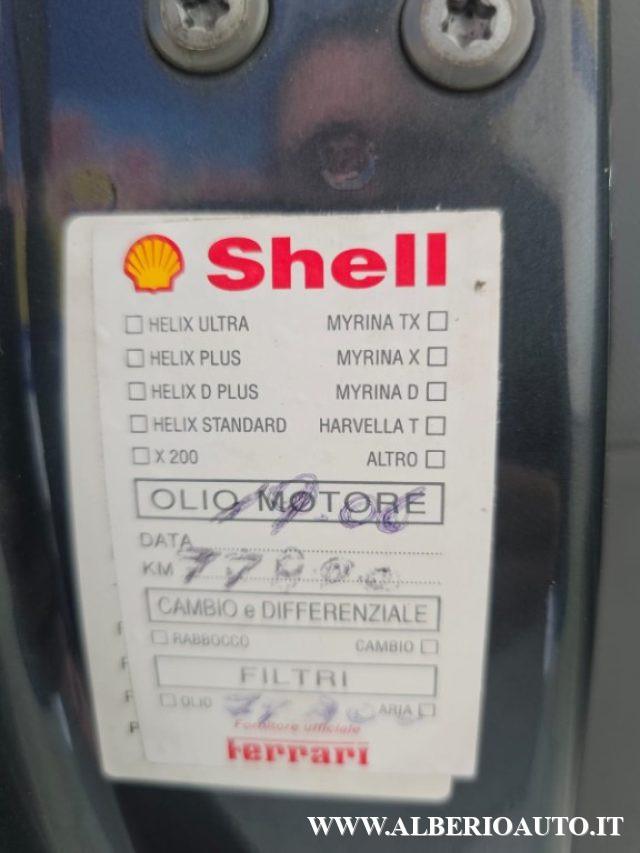 Shell
HELIX ULTRA MYRINA TX
HELIX PLUS MYRINA X
HELIX D PLUS MYRINA D
HELIX STANDARD HARVELLA T
X 200 ALTRO
OLIO MOTORE
DATA
KM 77000
CAMBIO e DIFFERENZIALE
RABBOCCO CAMBIO
FILTRI
OLIO ARIA
Fornitore ufficiale
Ferrari
WWW.ALBERIOAUTO.IT